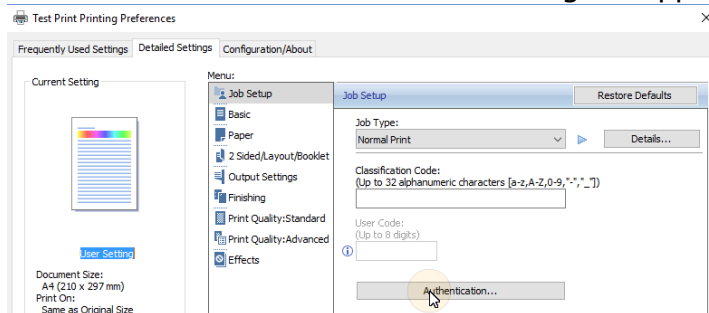 Test Print Printing Preferences
Frequently Used Settings Detailed Settings Configuration/About
Current Setting
User Setting
Document Size:
A4 (210 x 297 mm)
Print On:
Same as Original Size
Menu:
Job Setup
Basic
Paper
2 Sided/Layout/Booklet
Output Settings
Finishing
Print Quality:Standard
Print Quality:Advanced
Effects
Job Setup
Restore Defaults
Job Type:
Normal Print
Details...
Classification Code:
(Up to 32 alphanumeric characters [a-z,A-Z,0-9,"-","_"])
User Code:
(Up to 8 digits)
Authentication...